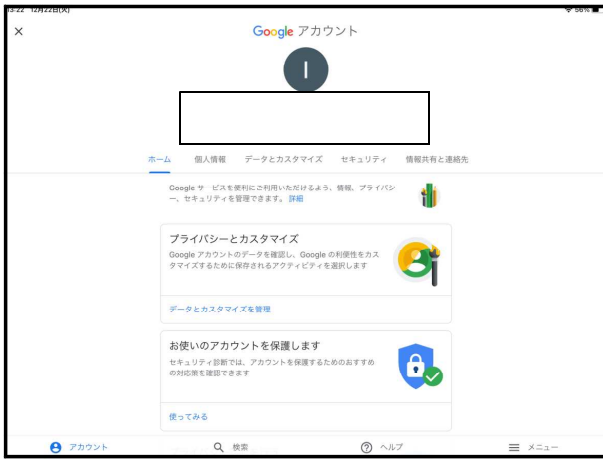 13:22 12月22日(火)
56%
×
Google アカウント
I
ホーム 個人情報 データとカスタマイズ セキュリティ 情報共有と連絡先
Google サービスを便利にご利用いただけるよう、情報、プライバシ
ー、セキュリティを管理できます。詳細
プライバシーとカスタマイズ
Google アカウントのデータを確認し、Google の利便性をカス
タマイズするために保存されるアクティビティを選択します
データとカスタマイズを管理
お使いのアカウントを保護します
セキュリティ診断では、アカウントを保護するためのおすすめ
の対応策を確認できます
使ってみる
アカウント 検索 ヘルプ メニュー